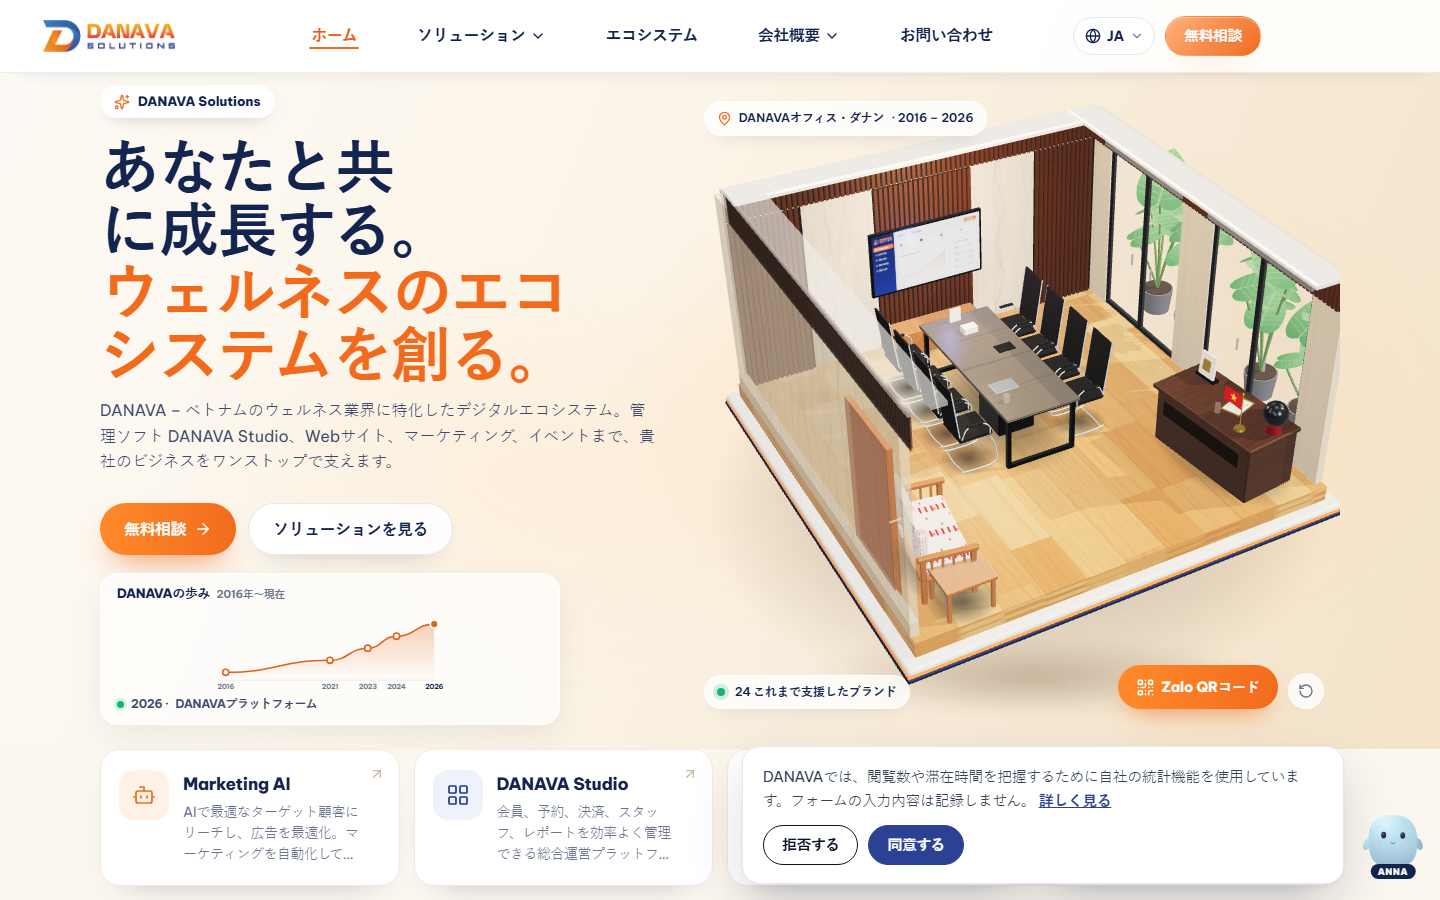 DANAVA
SOLUTIONS
ホーム
ソリューション
エコシステム
会社概要
お問い合わせ
JA
無料相談
DANAVA Solutions
あなたと共
に成長する。
ウェルネスのエコ
システムを創る。
DANAVA – ベトナムのウェルネス業界に特化したデジタルエコシステム。管
理ソフト DANAVA Studio、Webサイト、マーケティング、イベントまで、貴
社のビジネスをワンストップで支えます。
無料相談
ソリューションを見る
DANAVAの歩み 2016年〜現在
2016 2021 2023 2024 2026
2026 · DANAVAプラットフォーム
DANAVAオフィス・ダナン · 2016 – 2026
24 これまで支援したブランド
Zalo QRコード
Marketing AI
AIで最適なターゲット顧客に
リーチし、広告を最適化。マ
ーケティングを自動化して...
DANAVA Studio
会員、予約、決済、スタッ
フ、レポートを効率よく管理
できる総合運営プラットフ...
DANAVAでは、閲覧数や滞在時間を把握するために自社の統計機能を使用していま
す。フォームの入力内容は記録しません。 詳しく見る
拒否する
同意する
ANNA